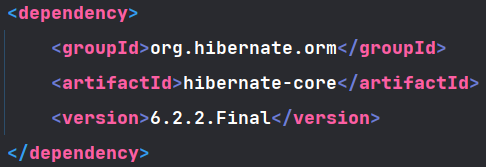 <dependency>
<groupId>org.hibernate.orm</groupId>
<artifactId>hibernate-core</artifactId>
<version>6.2.2.Final</version>
</dependency>